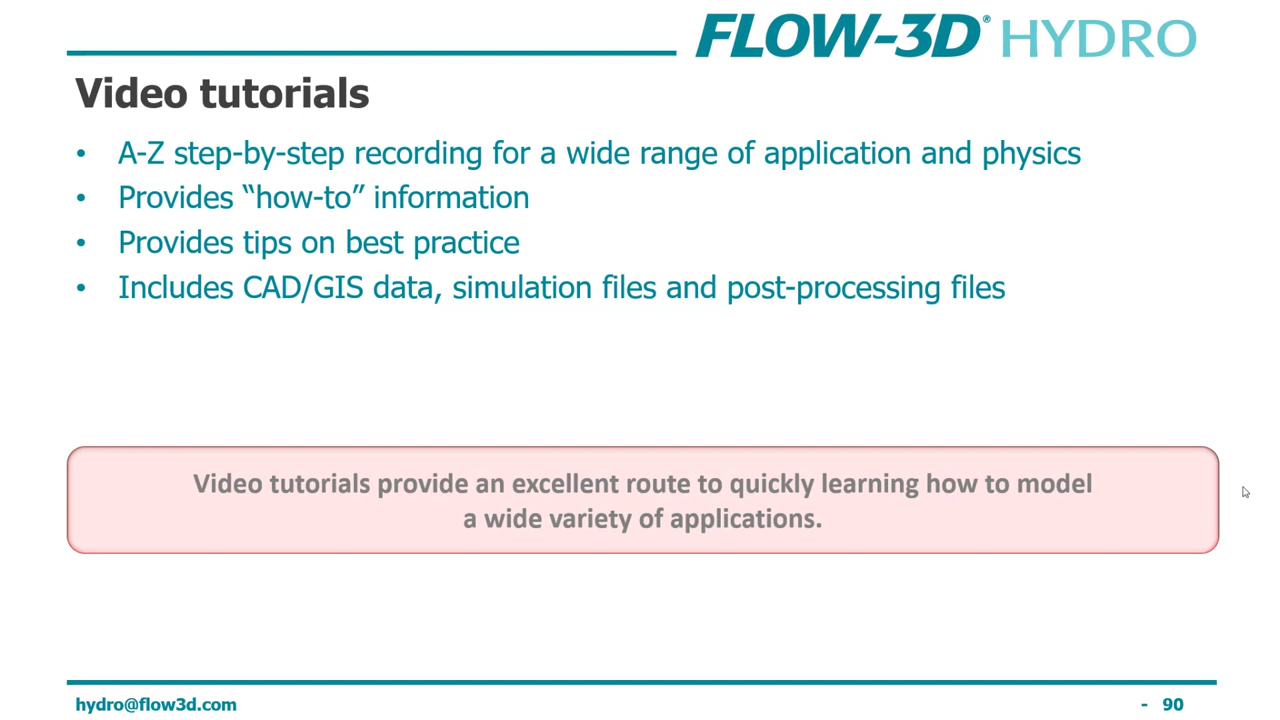 FLOW-3D® HYDRO
Video tutorials
• A-Z step-by-step recording for a wide range of application and physics
• Provides “how-to” information
• Provides tips on best practice
• Includes CAD/GIS data, simulation files and post-processing files
Video tutorials provide an excellent route to quickly learning how to model
a wide variety of applications.
hydro@flow3d.com
- 90